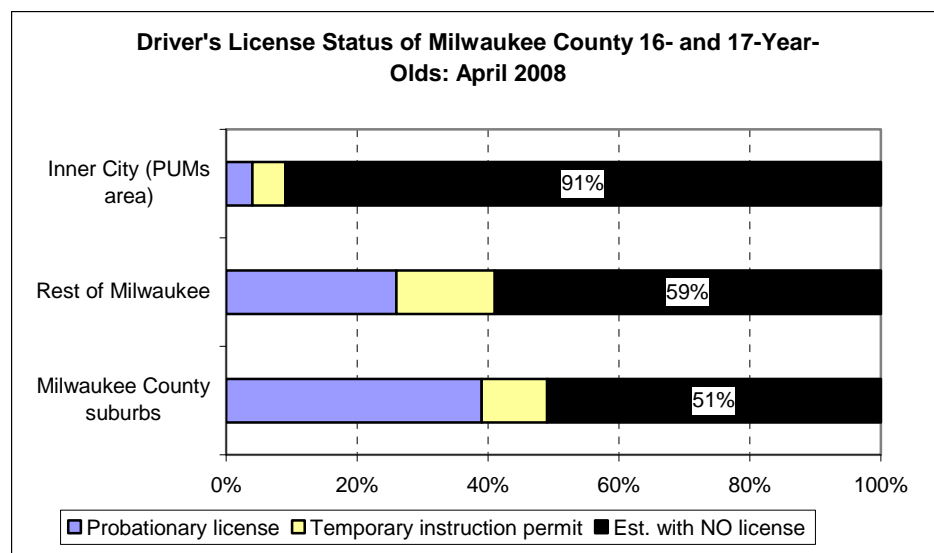 Driver's License Status of Milwaukee County 16- and 17-Year-
Olds: April 2008
Inner City (PUMs
area)
91%
Rest of Milwaukee
59%
Milwaukee County
suburbs
51%
0% 20% 40% 60% 80% 100%
Probationary license Temporary instruction permit Est. with NO license